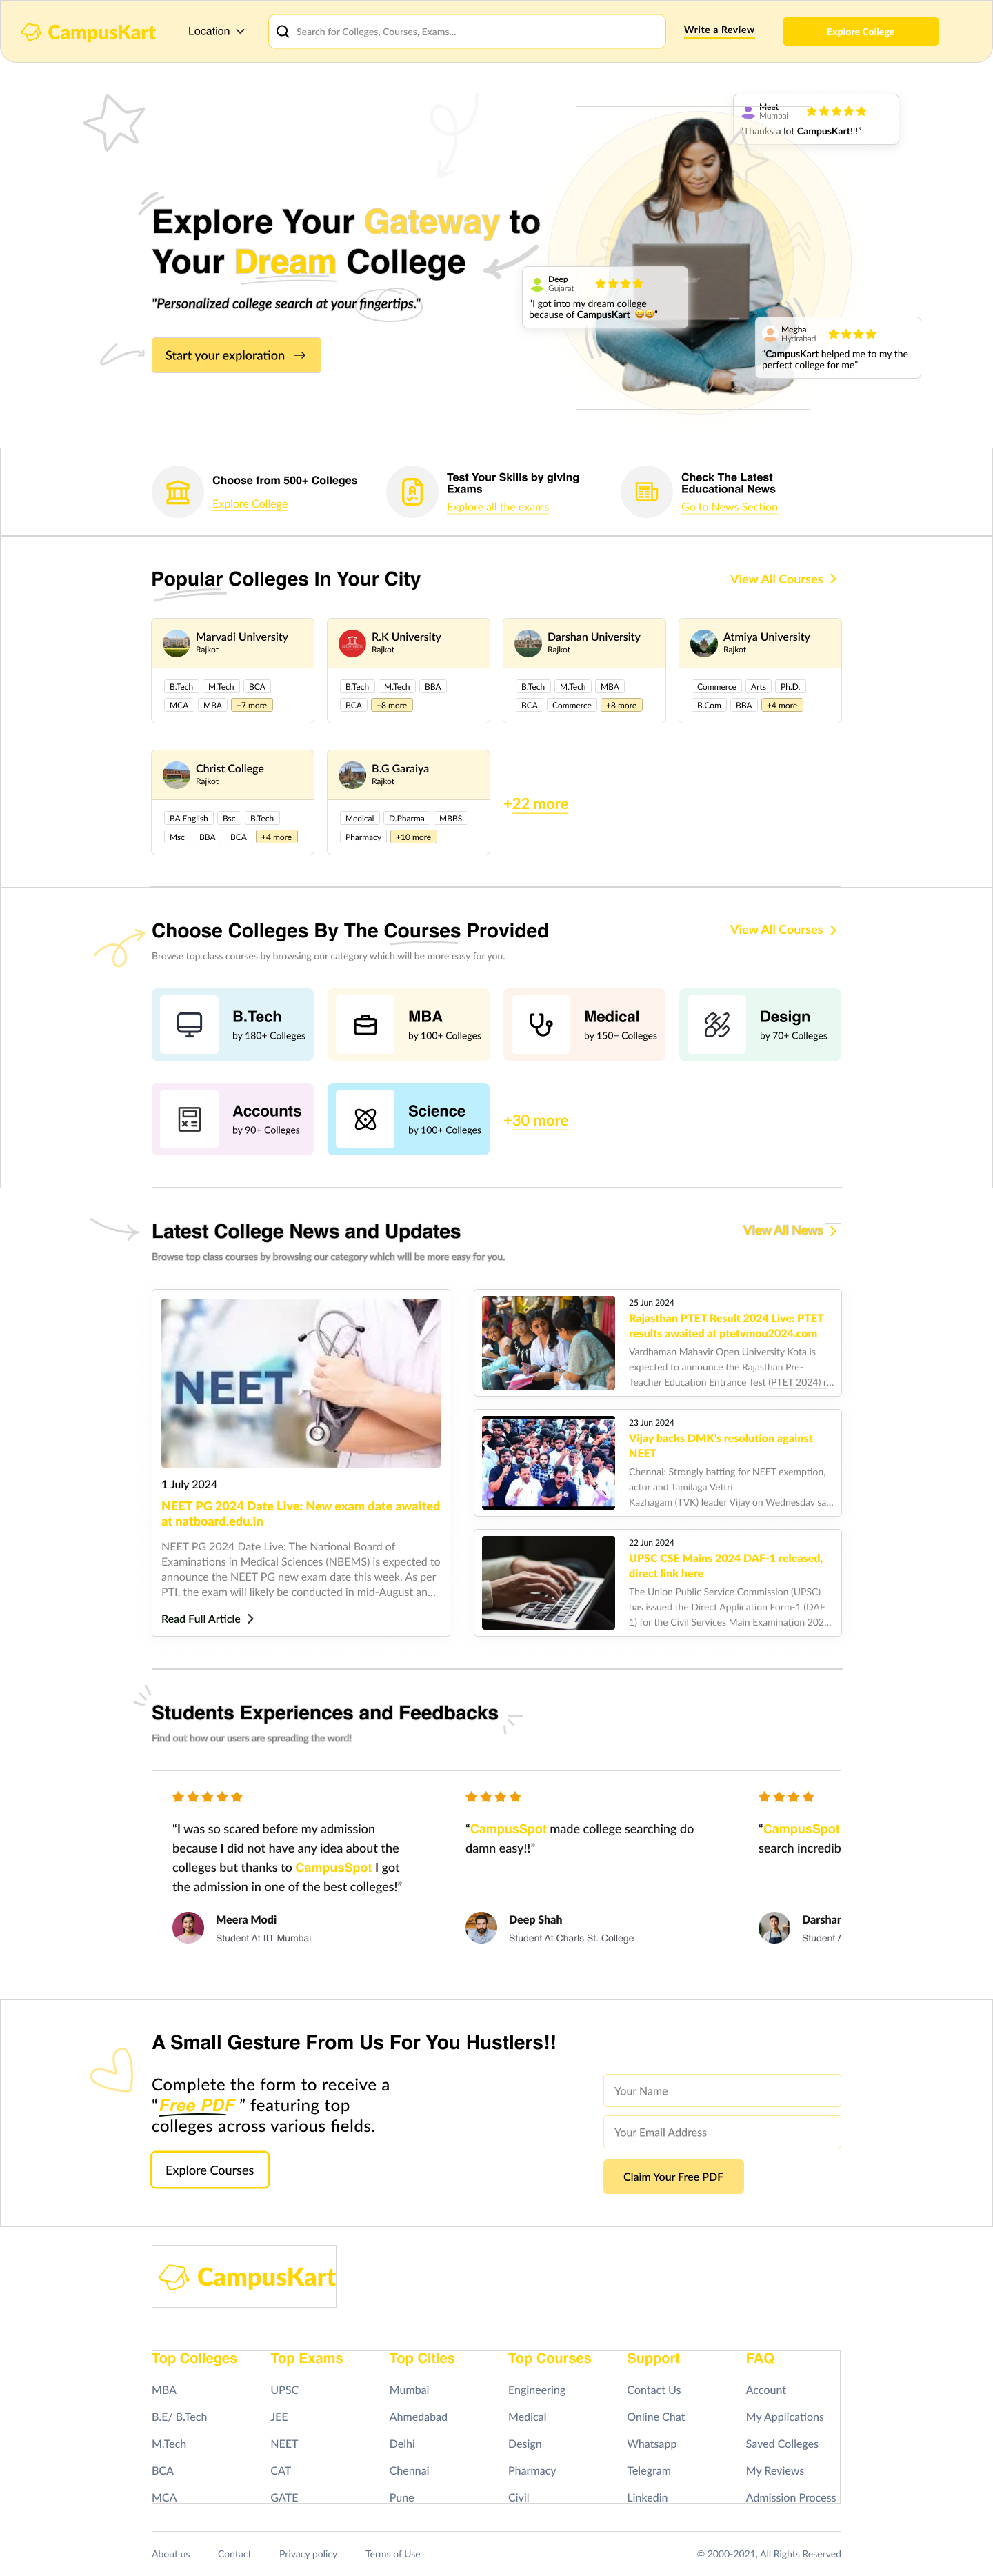 CampusKart
Location
Search for Colleges, Courses, Exams...
Write a Review
Explore College
Meet
Mumbai
“Thanks a lot CampusKart!!!”
Explore Your Gateway to
Your Dream College
"Personalized college search at your fingertips."
Start your exploration
Deep
Gujarat
“I got into my dream college
because of CampusKart 😄😄”
Megha
Hydrabad
“CampusKart helped me to my the
perfect college for me”
Choose from 500+ Colleges
Explore College
Test Your Skills by giving
Exams
Explore all the exams
Check The Latest
Educational News
Go to News Section
Popular Colleges In Your City
View All Courses
Marvadi University
Rajkot
B.Tech M.Tech BCA
MCA MBA +7 more
R.K University
Rajkot
B.Tech M.Tech BBA
BCA +8 more
Darshan University
Rajkot
B.Tech M.Tech MBA
BCA Commerce +8 more
Atmiya University
Rajkot
Commerce Arts Ph.D.
B.Com BBA +4 more
Christ College
Rajkot
BA English Bsc B.Tech
Msc BBA BCA +4 more
B.G Garaiya
Rajkot
Medical D.Pharma MBBS
Pharmacy +10 more
+22 more
Choose Colleges By The Courses Provided
View All Courses
Browse top class courses by browsing our category which will be more easy for you.
B.Tech
by 180+ Colleges
MBA
by 100+ Colleges
Medical
by 150+ Colleges
Design
by 70+ Colleges
Accounts
by 90+ Colleges
Science
by 100+ Colleges
+30 more
Latest College News and Updates
View All News
Browse top class courses by browsing our category which will be more easy for you.
NEET
1 July 2024
NEET PG 2024 Date Live: New exam date awaited
at natboard.edu.in
NEET PG 2024 Date Live: The National Board of
Examinations in Medical Sciences (NBEMS) is expected to
announce the NEET PG new exam date this week. As per
PTI, the exam will likely be conducted in mid-August an...
Read Full Article
25 Jun 2024
Rajasthan PTET Result 2024 Live: PTET
results awaited at ptetvmou2024.com
Vardhaman Mahavir Open University Kota is
expected to announce the Rajasthan Pre-
Teacher Education Entrance Test (PTET 2024) r...
23 Jun 2024
Vijay backs DMK's resolution against
NEET
Chennai: Strongly batting for NEET exemption,
actor and Tamilaga Vettri
Kazhagam (TVK) leader Vijay on Wednesday sa...
22 Jun 2024
UPSC CSE Mains 2024 DAF-1 released,
direct link here
The Union Public Service Commission (UPSC)
has issued the Direct Application Form-1 (DAF
1) for the Civil Services Main Examination 202...
Students Experiences and Feedbacks
Find out how our users are spreading the word!
“I was so scared before my admission
because I did not have any idea about the
colleges but thanks to CampusSpot I got
the admission in one of the best colleges!”
Meera Modi
Student At IIT Mumbai
“CampusSpot made college searching do
damn easy!!”
Deep Shah
Student At Charls St. College
“CampusSpot
search incredib
Darshan
Student A
A Small Gesture From Us For You Hustlers!!
Complete the form to receive a
“Free PDF ” featuring top
colleges across various fields.
Explore Courses
Your Name
Your Email Address
Claim Your Free PDF
CampusKart
Top Colleges
MBA
B.E/ B.Tech
M.Tech
BCA
MCA
Top Exams
UPSC
JEE
NEET
CAT
GATE
Top Cities
Mumbai
Ahmedabad
Delhi
Chennai
Pune
Top Courses
Engineering
Medical
Design
Pharmacy
Civil
Support
Contact Us
Online Chat
Whatsapp
Telegram
Linkedin
FAQ
Account
My Applications
Saved Colleges
My Reviews
Admission Process
About us Contact Privacy policy Terms of Use
© 2000-2021, All Rights Reserved